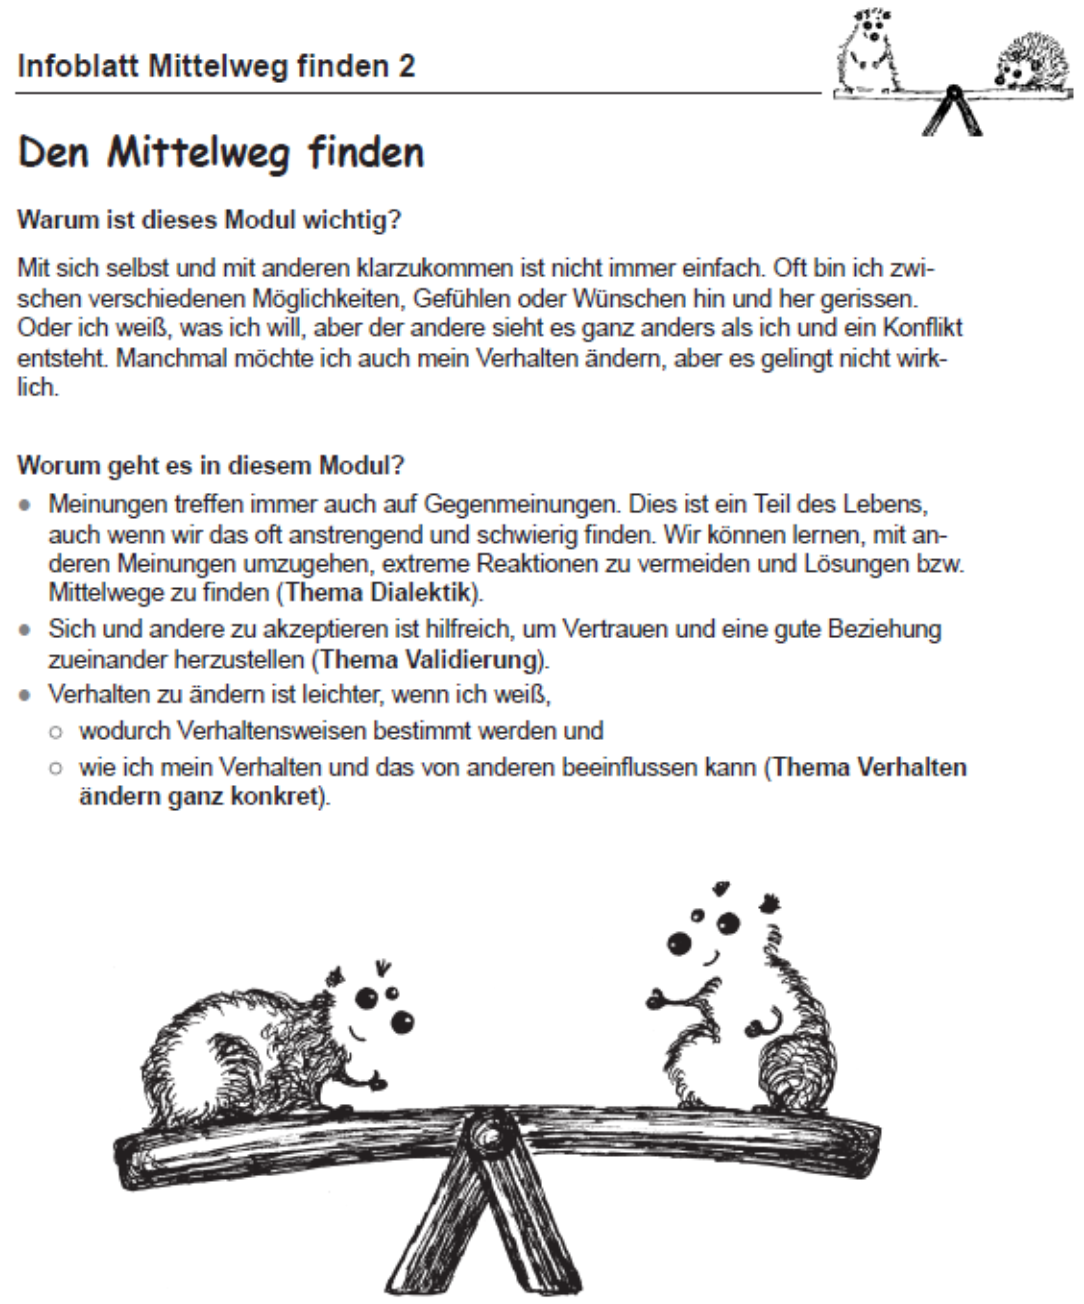 Infoblatt Mittelweg finden 2
Den Mittelweg finden
Warum ist dieses Modul wichtig?
Mit sich selbst und mit anderen klarzukommen ist nicht immer einfach. Oft bin ich zwi-
schen verschiedenen Möglichkeiten, Gefühlen oder Wünschen hin und her gerissen.
Oder ich weiß, was ich will, aber der andere sieht es ganz anders als ich und ein Konflikt
entsteht. Manchmal möchte ich auch mein Verhalten ändern, aber es gelingt nicht wirk-
lich.
Worum geht es in diesem Modul?
● Meinungen treffen immer auch auf Gegenmeinungen. Dies ist ein Teil des Lebens,
auch wenn wir das oft anstrengend und schwierig finden. Wir können lernen, mit an-
deren Meinungen umzugehen, extreme Reaktionen zu vermeiden und Lösungen bzw.
Mittelwege zu finden (Thema Dialektik).
● Sich und andere zu akzeptieren ist hilfreich, um Vertrauen und eine gute Beziehung
zueinander herzustellen (Thema Validierung).
● Verhalten zu ändern ist leichter, wenn ich weiß,
○ wodurch Verhaltensweisen bestimmt werden und
○ wie ich mein Verhalten und das von anderen beeinflussen kann (Thema Verhalten
ändern ganz konkret).